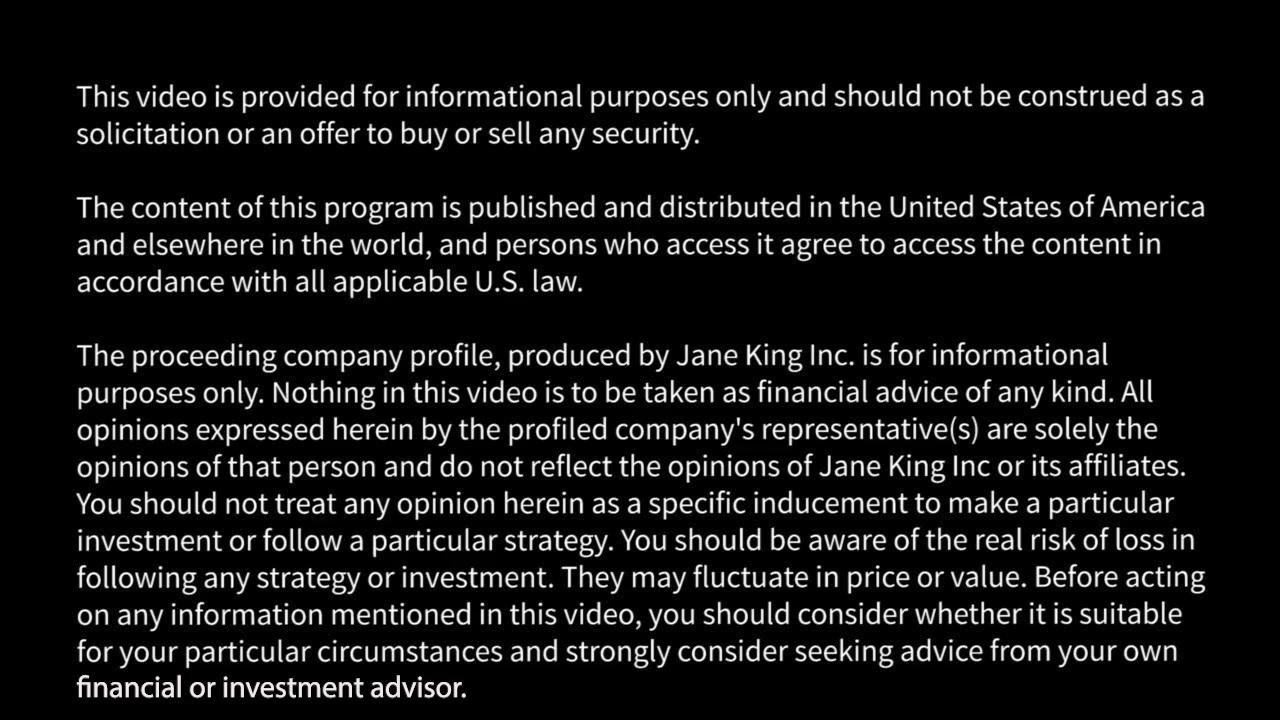 This video is provided for informational purposes only and should not be construed as a
solicitation or an offer to buy or sell any security.
The content of this program is published and distributed in the United States of America
and elsewhere in the world, and persons who access it agree to access the content in
accordance with all applicable U.S. law.
The proceeding company profile, produced by Jane King Inc. is for informational
purposes only. Nothing in this video is to be taken as financial advice of any kind. All
opinions expressed herein by the profiled company's representative(s) are solely the
opinions of that person and do not reflect the opinions of Jane King Inc or its affiliates.
You should not treat any opinion herein as a specific inducement to make a particular
investment or follow a particular strategy. You should be aware of the real risk of loss in
following any strategy or investment. They may fluctuate in price or value. Before acting
on any information mentioned in this video, you should consider whether it is suitable
for your particular circumstances and strongly consider seeking advice from your own
financial or investment advisor.